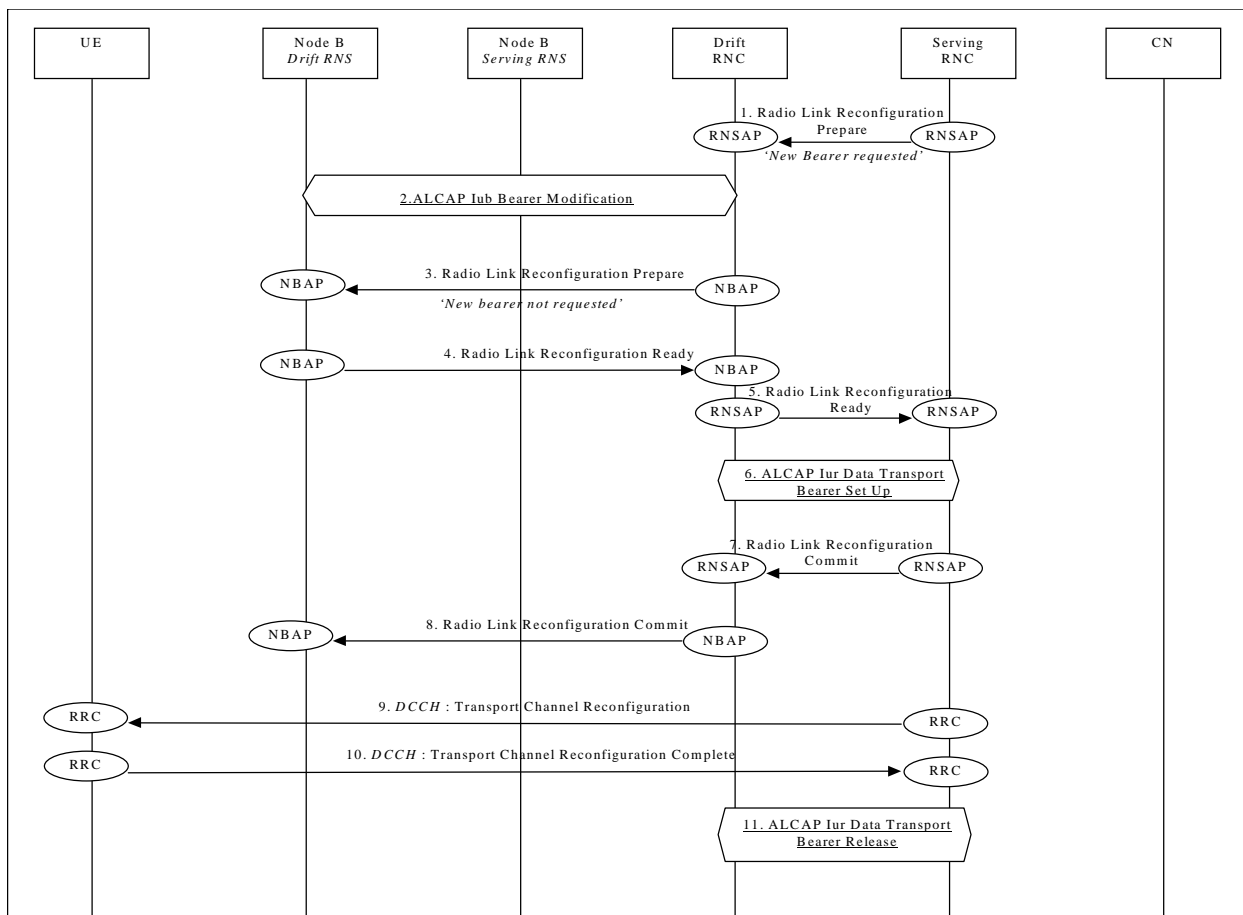 UE
Node B
Drift RNS
Node B
Serving RNS
Drift
RNC
Serving
RNC
CN
1. Radio Link Reconfiguration
Prepare
RNSAP
RNSAP
‘New Bearer requested’
2.ALCAP Iub Bearer Modification
3. Radio Link Reconfiguration Prepare
NBAP
NBAP
‘New bearer not requested’
4. Radio Link Reconfiguration Ready
NBAP
NBAP
5. Radio Link Reconfiguration
Ready
RNSAP
RNSAP
6. ALCAP Iur Data Transport
Bearer Set Up
7. Radio Link Reconfiguration
Commit
RNSAP
RNSAP
8. Radio Link Reconfiguration Commit
NBAP
NBAP
9. DCCH : Transport Channel Reconfiguration
RRC
RRC
10. DCCH : Transport Channel Reconfiguration Complete
RRC
RRC
11. ALCAP Iur Data Transport
Bearer Release